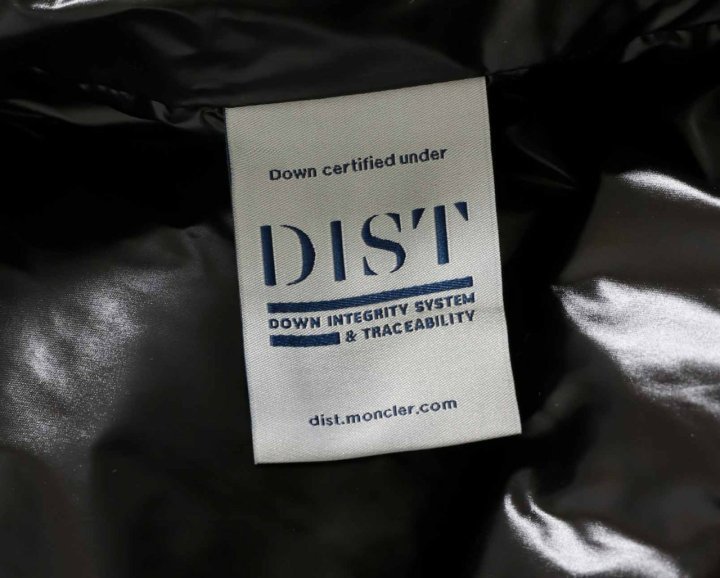 Down certified under
DIST
DOWN INTEGRITY SYSTEM
& TRACEABILITY
dist.moncler.com